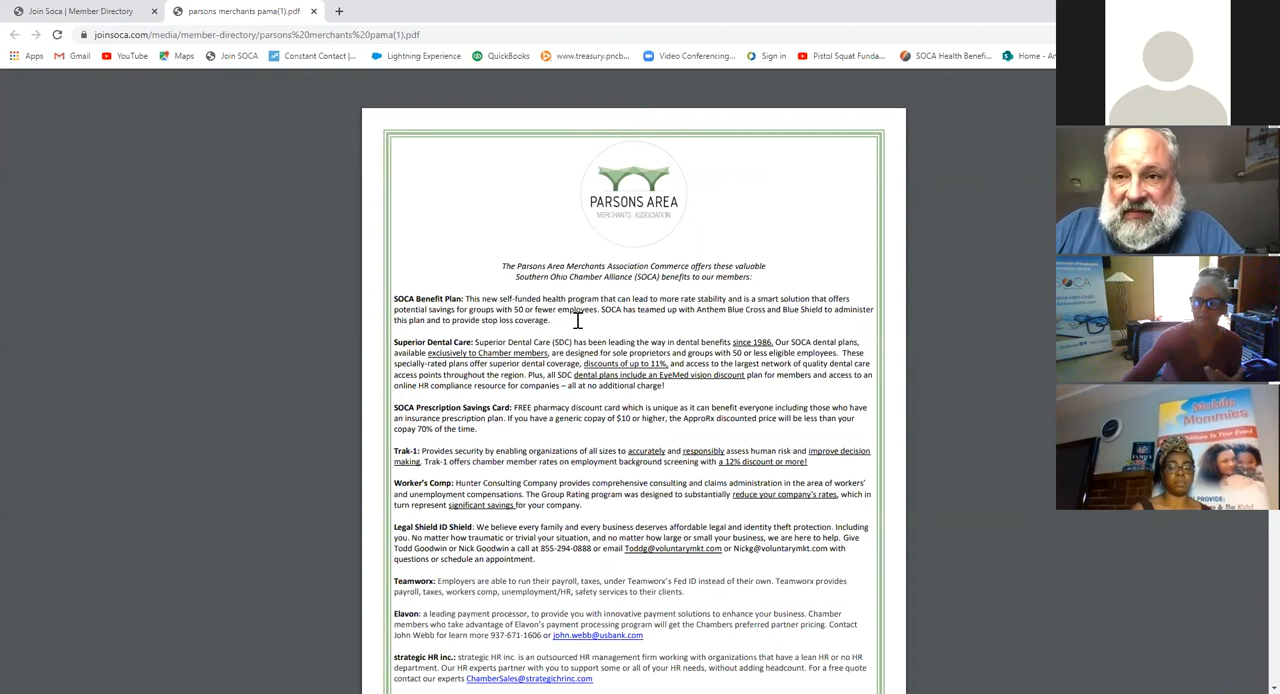 Join Soca | Member Directory
parsons merchants pama(1).pdf
joinsoca.com/media/member-directory/parsons%20merchants%20pama(1).pdf
Apps
Gmail
YouTube
Maps
Join SOCA
Constant Contact |...
Lightning Experience
QuickBooks
www.treasury.pncb...
Video Conferencing...
Sign in
Pistol Squat Funda...
SOCA Health Benefi...
Home -
PARSONS AREA
MERCHANTS ASSOCIATION
The Parsons Area Merchants Association Commerce offers these valuable
Southern Ohio Chamber Alliance (SOCA) benefits to our members:
SOCA Benefit Plan: This new self-funded health program that can lead to more rate stability and is a smart solution that offers
potential savings for groups with 50 or fewer employees. SOCA has teamed up with Anthem Blue Cross and Blue Shield to administer
this plan and to provide stop loss coverage.
Superior Dental Care: Superior Dental Care (SDC) has been leading the way in dental benefits since 1986. Our SOCA dental plans,
available exclusively to Chamber members, are designed for sole proprietors and groups with 50 or less eligible employees. These
specially-rated plans offer superior dental coverage, discounts of up to 11%, and access to the largest network of quality dental care
access points throughout the region. Plus, all SDC dental plans include an EyeMed vision discount plan for members and access to an
online HR compliance resource for companies – all at no additional charge!
SOCA Prescription Savings Card: FREE pharmacy discount card which is unique as it can benefit everyone including those who have
an insurance prescription plan. If you have a generic copay of $10 or higher, the ApproRx discounted price will be less than your
copay 70% of the time.
Trak-1: Provides security by enabling organizations of all sizes to accurately and responsibly assess human risk and improve decision
making. Trak-1 offers chamber member rates on employment background screening with a 12% discount or more!
Worker's Comp: Hunter Consulting Company provides comprehensive consulting and claims administration in the area of workers'
and unemployment compensations. The Group Rating program was designed to substantially reduce your company's rates, which in
turn represent significant savings for your company.
Legal Shield ID Shield: We believe every family and every business deserves affordable legal and identity theft protection. Including
you. No matter how traumatic or trivial your situation, and no matter how large or small your business, we are here to help. Give
Todd Goodwin or Nick Goodwin a call at 855-294-0888 or email Toddg@voluntarymkt.com or Nickg@voluntarymkt.com with
questions or schedule an appointment.
Teamworx: Employers are able to run their payroll, taxes, under Teamworx's Fed ID instead of their own. Teamworx provides
payroll, taxes, workers comp, unemployment/HR, safety services to their clients.
Elavon: a leading payment processor, to provide you with innovative payment solutions to enhance your business. Chamber
members who take advantage of Elavon's payment processing program will get the Chambers preferred partner pricing. Contact
John Webb for learn more 937-671-1606 or john.webb@usbank.com
strategic HR inc.: strategic HR inc. is an outsourced HR management firm working with organizations that have a lean HR or no HR
department. Our HR experts partner with you to support some or all of your HR needs, without adding headcount. For a free quote
contact our experts ChamberSales@strategichrinc.com
SOCA
Mobile
Mommies